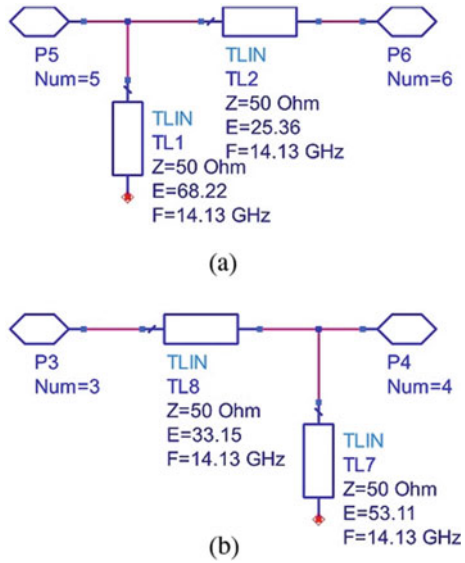 P5
Num=5
TLIN
TL2
Z=50 Ohm
E=25.36
F=14.13 GHz
P6
Num=6
TLIN
TL1
Z=50 Ohm
E=68.22
F=14.13 GHz
(a)
P3
Num=3
TLIN
TL8
Z=50 Ohm
E=33.15
F=14.13 GHz
P4
Num=4
TLIN
TL7
Z=50 Ohm
E=53.11
F=14.13 GHz
(b)